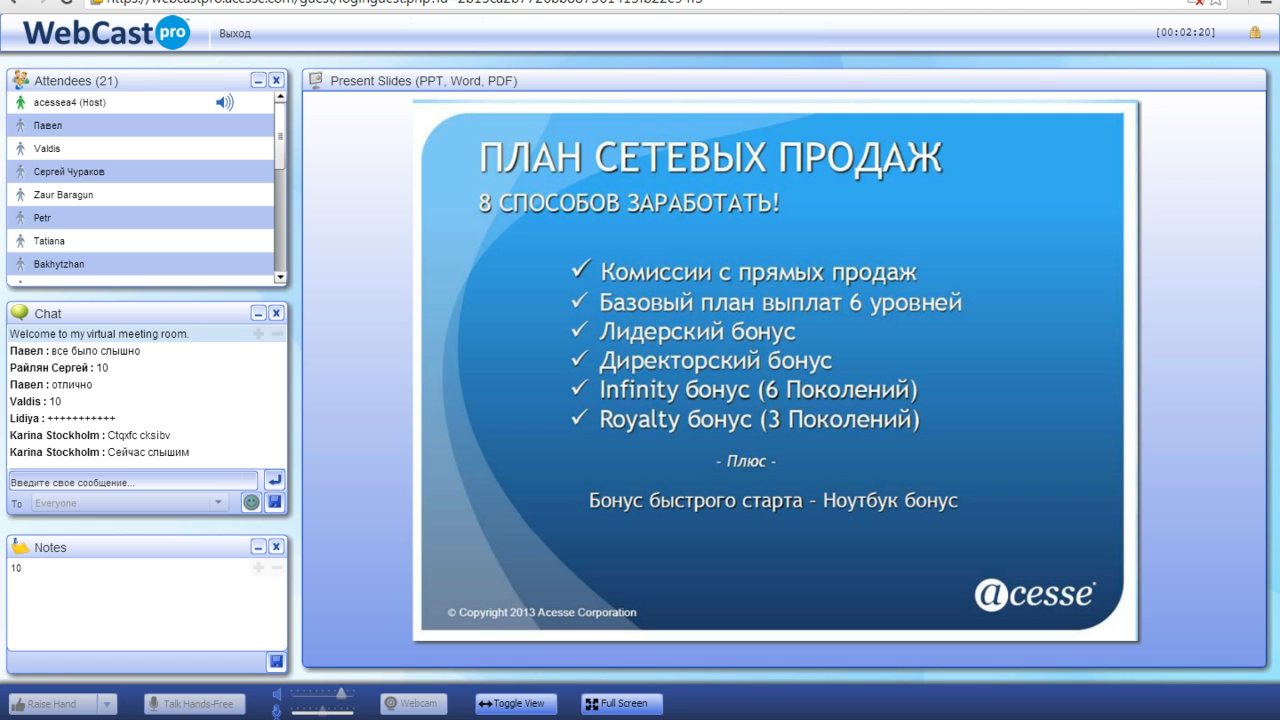 WebCast pro
Выход
[00:02:20]
Attendees (21)
acessea4 (Host)
Павел
Valdis
Сергей Чураков
Zaur Baragun
Petr
Tatiana
Bakhytzhan
Chat
Welcome to my virtual meeting room.
Павел : все было слышно
Райлян Сергей : 10
Павел : отлично
Valdis : 10
Lidiya : +++++++++++
Karina Stockholm : Ctqxfc cksibv
Karina Stockholm : Сейчас слышим
Введите свое сообщение...
To Everyone
Notes
10
Present Slides (PPT, Word, PDF)
ПЛАН СЕТЕВЫХ ПРОДАЖ
8 СПОСОБОВ ЗАРАБОТАТЬ!
✓ Комиссии с прямых продаж
✓ Базовый план выплат 6 уровней
✓ Лидерский бонус
✓ Директорский бонус
✓ Infinity бонус (6 Поколений)
✓ Royalty бонус (3 Поколений)
- Плюс -
Бонус быстрого старта - Ноутбук бонус
acesse
© Copyright 2013 Acesse Corporation
Raise Hand
Talk Hands-Free
Webcam
Toggle View
Full Screen